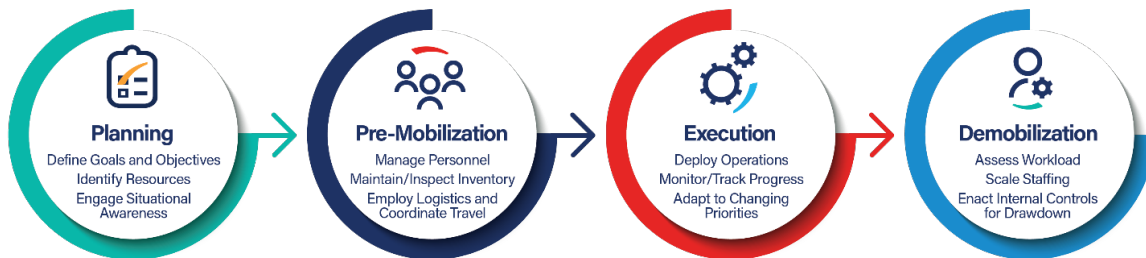 Planning
Define Goals and Objectives
Identify Resources
Engage Situational
Awareness
Pre-Mobilization
Manage Personnel
Maintain/Inspect Inventory
Employ Logistics and
Coordinate Travel
Execution
Deploy Operations
Monitor/Track Progress
Adapt to Changing
Priorities
Demobilization
Assess Workload
Scale Staffing
Enact Internal Controls
for Drawdown